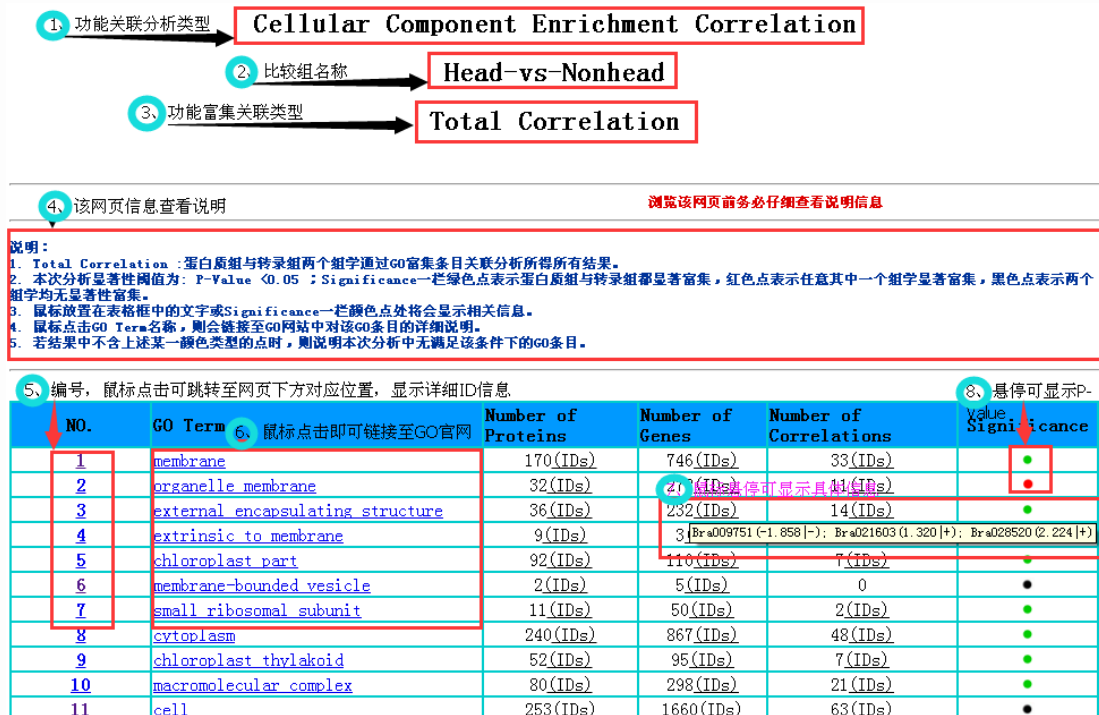 1、功能关联分析类型
Cellular Component Enrichment Correlation
2、比较组名称
Head-vs-Nonhead
3、功能富集关联类型
Total Correlation
4、该网页信息查看说明
浏览该网页前务必仔细查看说明信息
说明：
1. Total Correlation :蛋白质组与转录组两个组学通过GO富集条目关联分析所得所有结果。
2. 本次分析显著性阈值为: P-Value <0.05 ；Significance一栏绿色点表示蛋白质组与转录组都显著富集，红色点表示任意其中一个组学显著富集，黑色点表示两个
组学均无显著性富集。
3. 鼠标放置在表格框中的文字或Significance一栏颜色点处将会显示相关信息。
4. 鼠标点击GO Term名称，则会链接至GO网站中对该GO条目的详细说明。
5. 若结果中不含上述某一颜色类型的点时，则说明本次分析中无满足该条件下的GO条目。
5、编号，鼠标点击可跳转至网页下方对应位置，显示详细ID信息
8、悬停可显示P-
value
NO. GO Term 6、鼠标点击即可链接至GO官网 Number of Proteins Number of Genes Number of Correlations Significance
1 membrane 170(IDs) 746(IDs) 33(IDs)
2 organelle membrane 32(IDs) 11(IDs)
悬停可显示具体信息
3 external encapsulating structure 36(IDs) 232(IDs) 14(IDs)
4 extrinsic to membrane 9(IDs) 3
Bra009751(-1.858|-); Bra021603(1.320|+); Bra028520(2.224|+)
5 chloroplast part 92(IDs) 110(IDs) 7(IDs)
6 membrane-bounded vesicle 2(IDs) 5(IDs) 0
7 small ribosomal subunit 11(IDs) 50(IDs) 2(IDs)
8 cytoplasm 240(IDs) 867(IDs) 48(IDs)
9 chloroplast thylakoid 52(IDs) 95(IDs) 7(IDs)
10 macromolecular complex 80(IDs) 298(IDs) 21(IDs)
11 cell 253(IDs) 1660(IDs) 63(IDs)